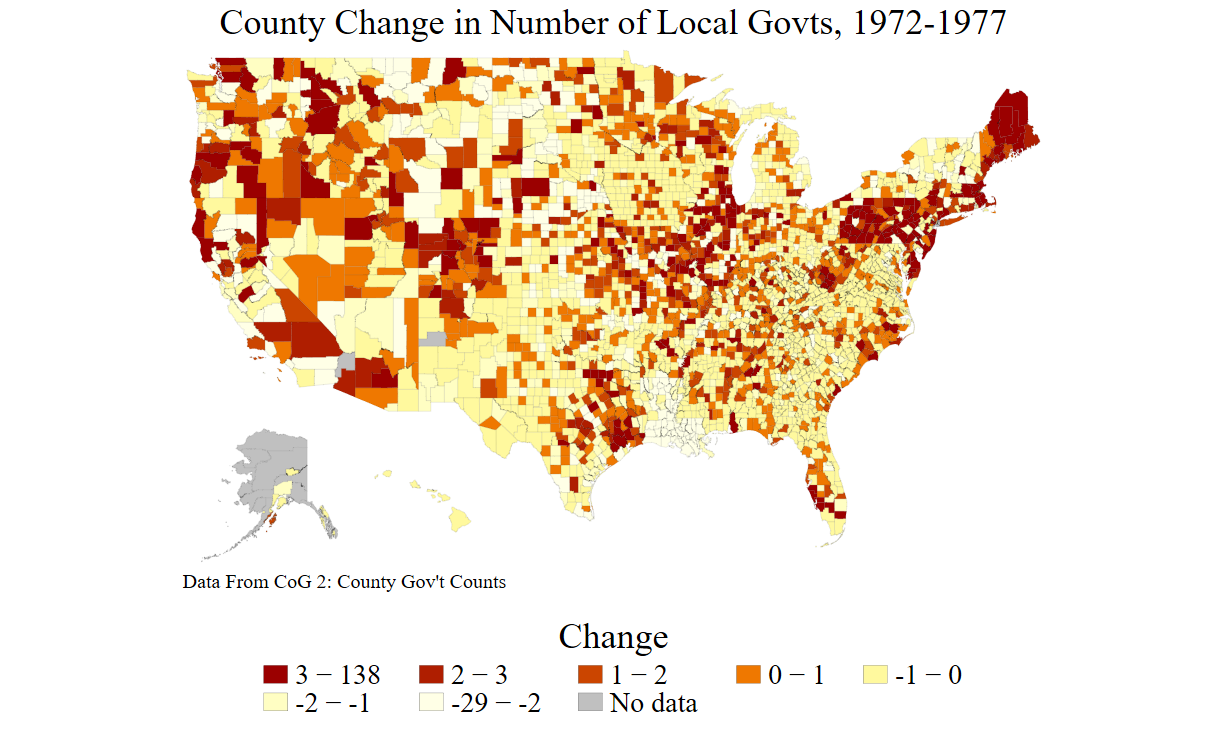 County Change in Number of Local Govts, 1972-1977
Data From CoG 2: County Gov't Counts
Change
3 − 138 2 − 3 1 − 2 0 − 1 -1 − 0
-2 − -1 -29 − -2 No data